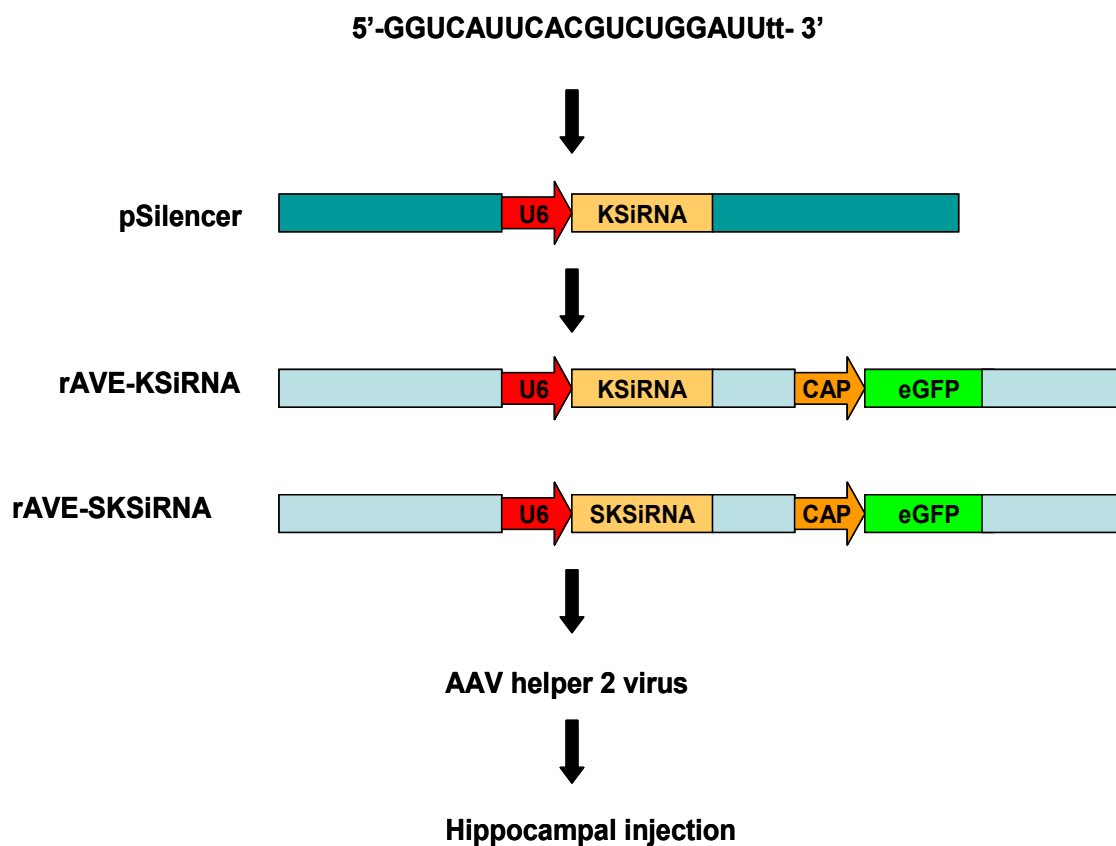 5’-GGUCAUUCACGUCUGGAUUtt- 3’
pSilencer
U6
KSiRNA
rAVE-KSiRNA
U6
KSiRNA
CAP
eGFP
rAVE-SKSiRNA
U6
SKSiRNA
CAP
eGFP
AAV helper 2 virus
Hippocampal injection